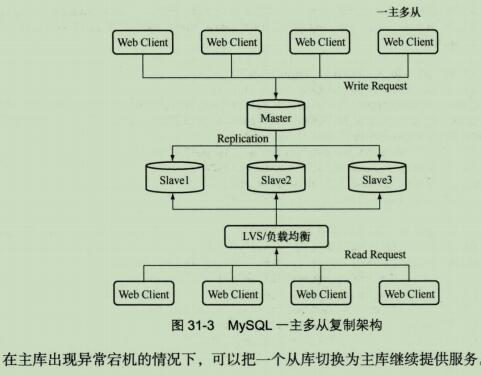 一主多从
Web Client Web Client Web Client Web Client
Write Request
Master
Replication
Slave1 Slave2 Slave3
LVS/负载均衡
Read Request
Web Client Web Client Web Client Web Client
图 31-3 MySQL 一主多从复制架构
在主库出现异常宕机的情况下，可以把一个从库切换为主库继续提供服务。